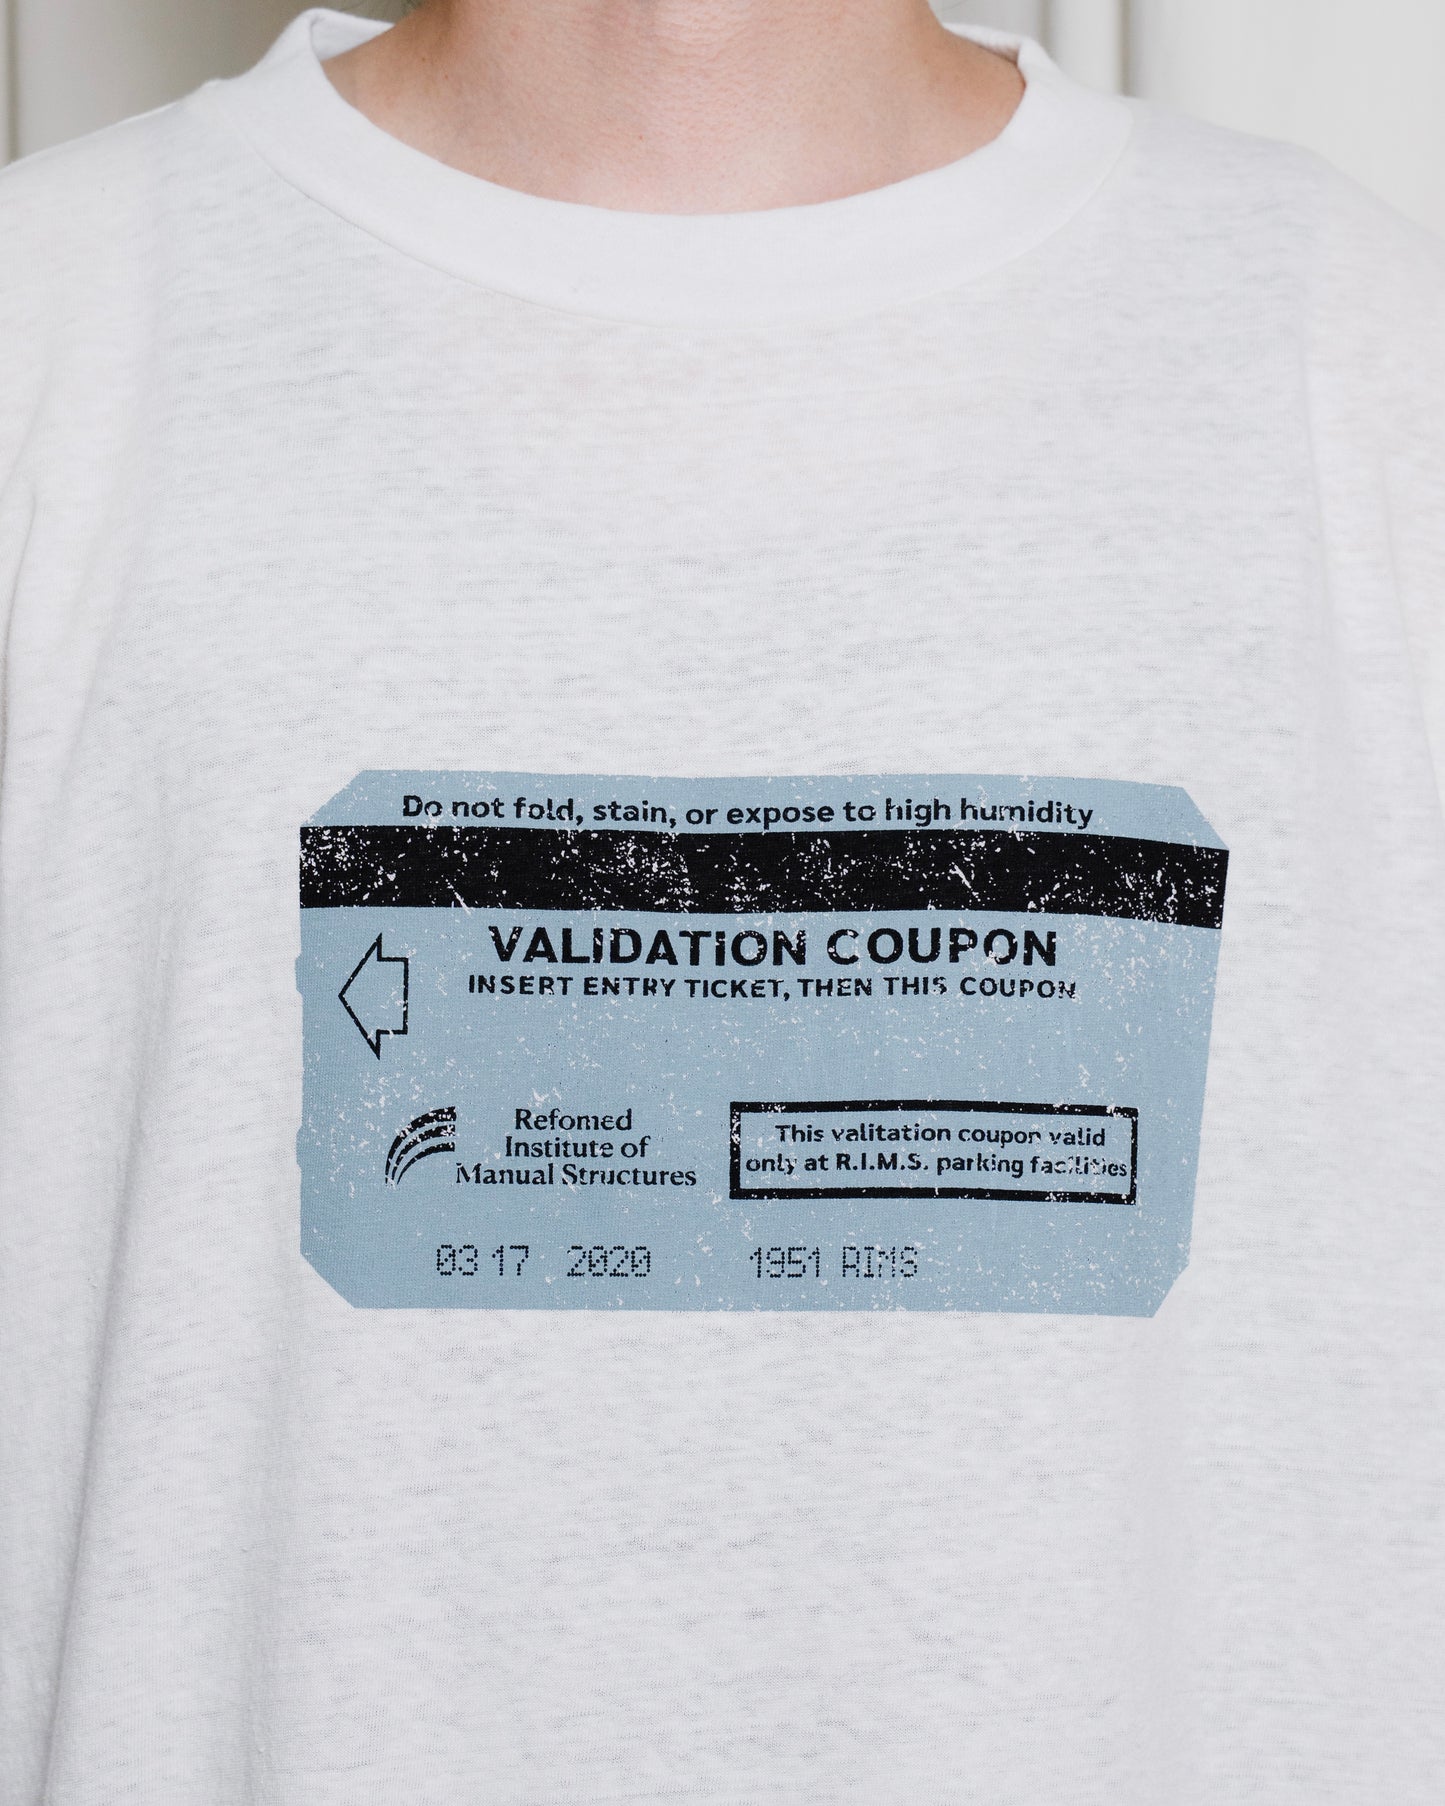 Do not fold, stain, or expose to high humidity
VALIDATION COUPON
INSERT ENTRY TICKET, THEN THIS COUPON
Refomed
Institute of
Manual Structures
This valitation coupon valid
only at R.I.M.S. parking facilities
03 17 2020 1951 RIMS